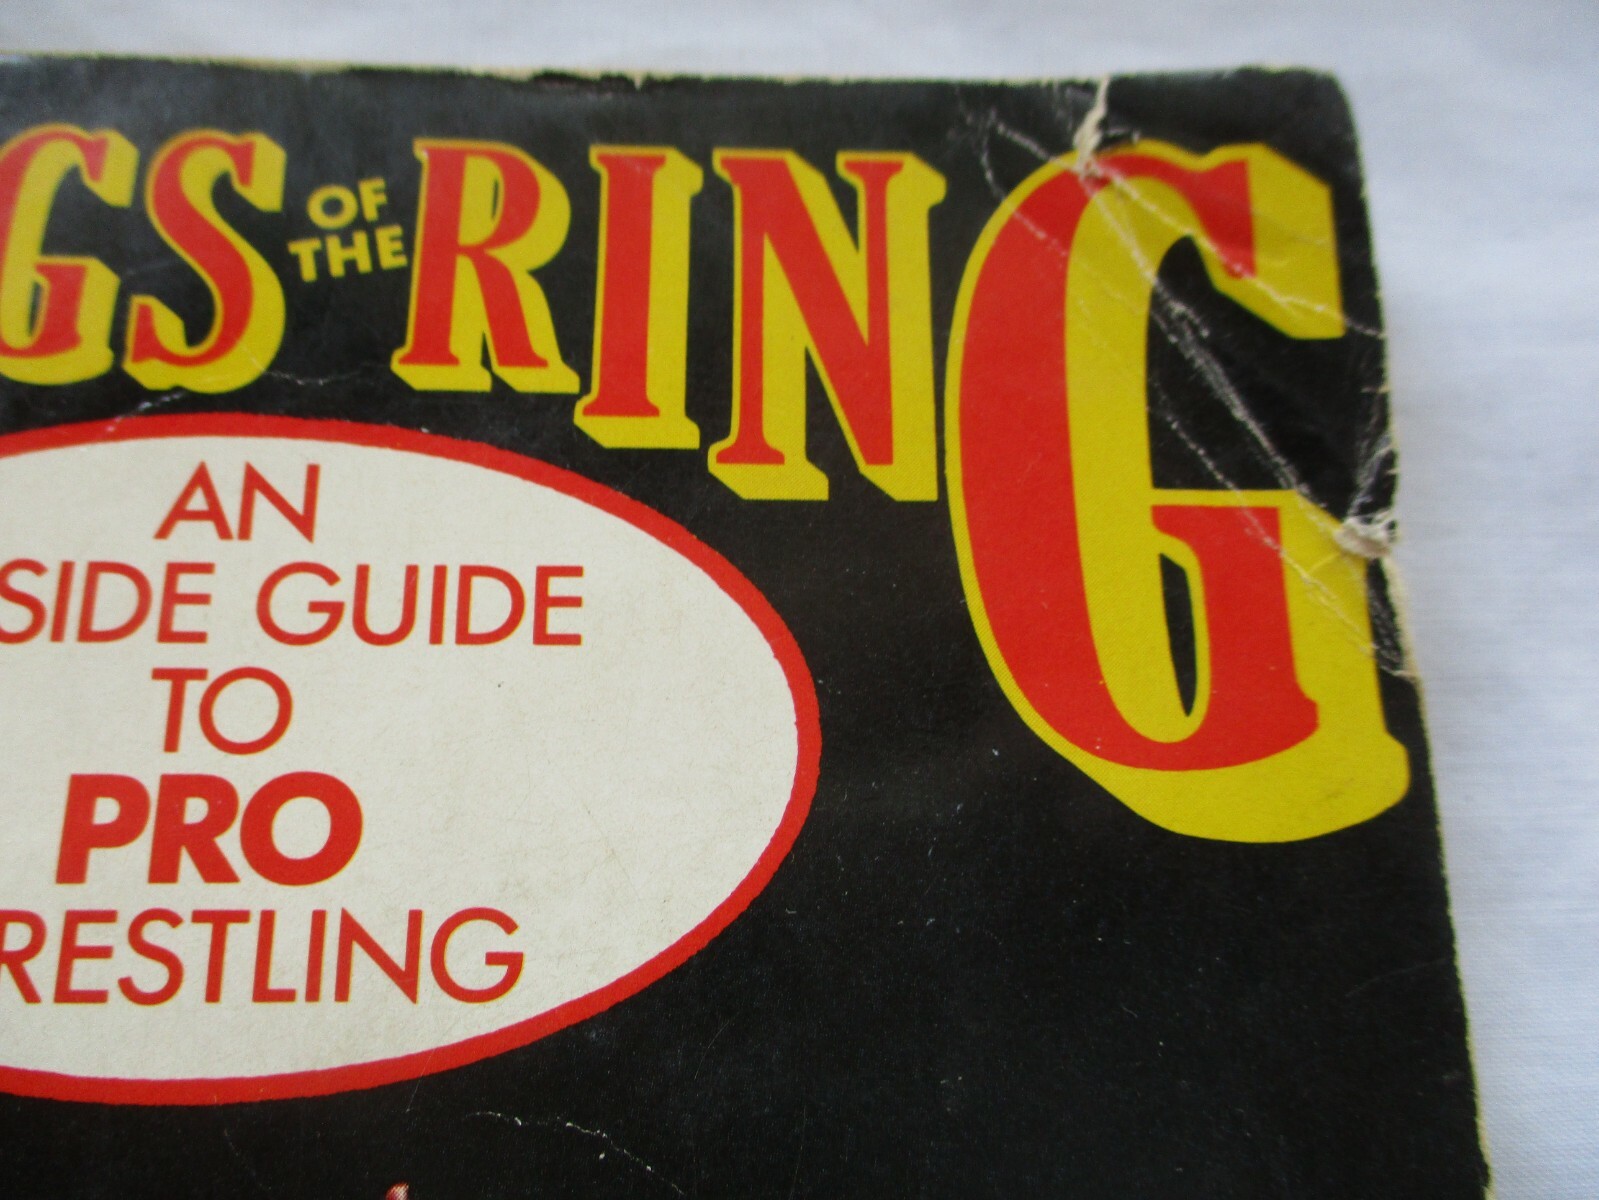 GS OF THE RING
AN
SIDE GUIDE
TO
PRO
RESTLING